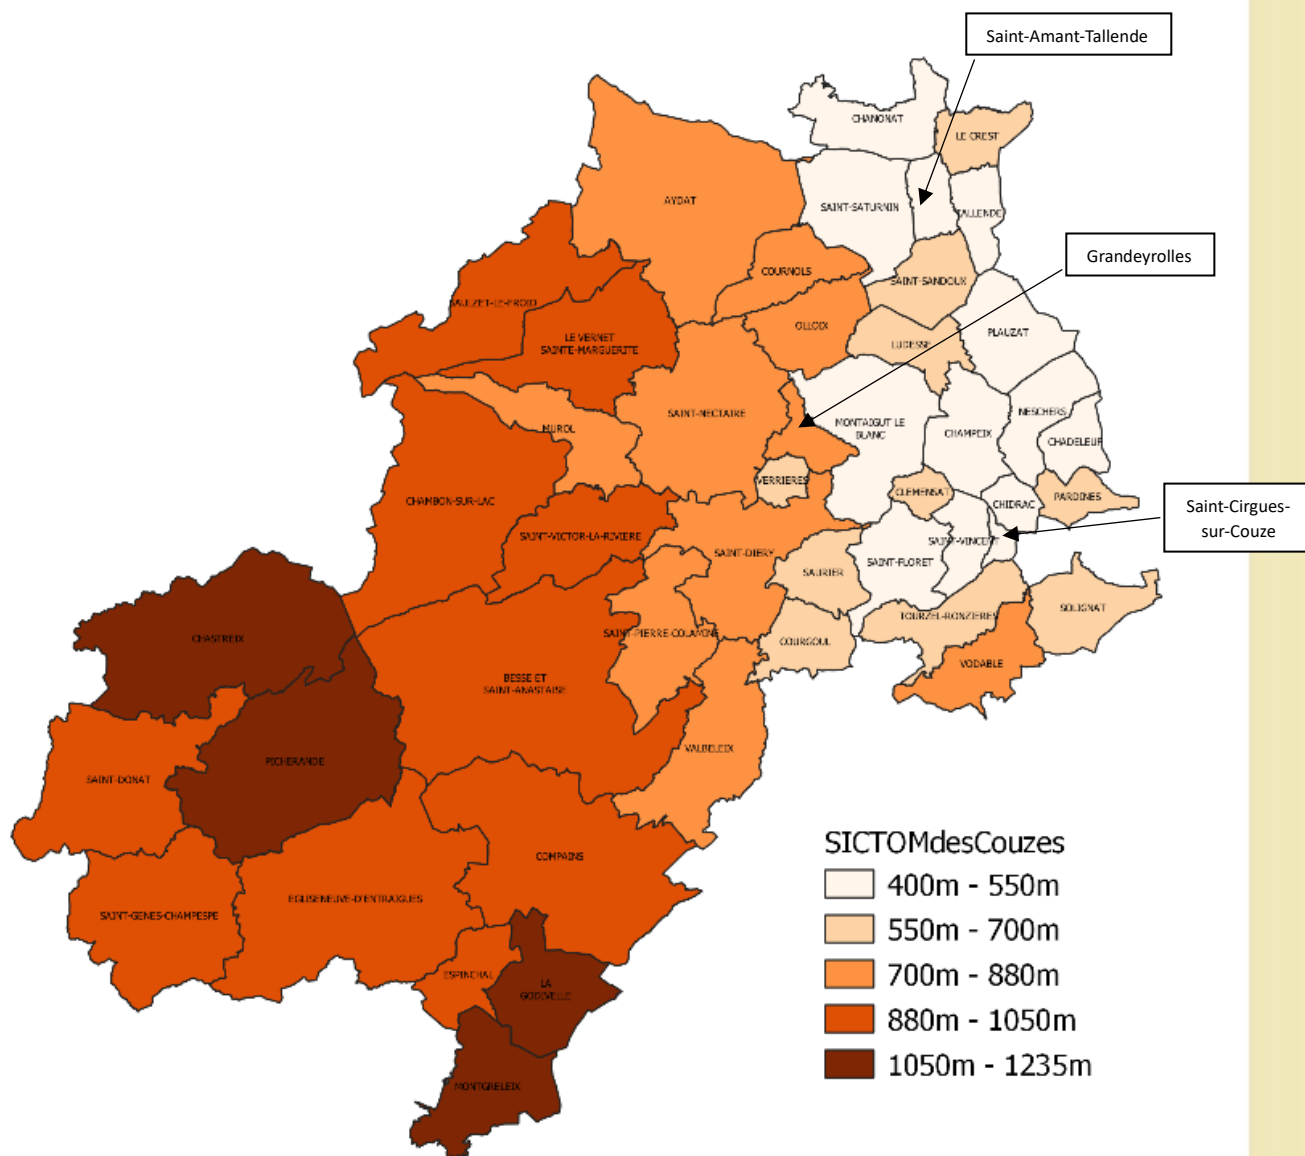 Saint-Amant-Tallende
CHANONAT
LE CREST
AYDAT
SAINT-SATURNIN
TALLENDE
Grandeyrolles
COURNOLS
SAINT-SANDOUX
SAULZET-LE-FROID
OLLOIX
PLAUZAT
LE VERNET
SAINTE-MARGUERITE
LUDESSE
SAINT-NECTAIRE
NESCHERS
MUROL
MONTAIGUT LE
BLANC
CHAMPEIX
CHADELEUF
VERRIERES
CLEMENSAT
PARDINES
CHAMBON-SUR-LAC
CHIDRAC
Saint-Cirgues-
sur-Couze
SAINT-VICTOR-LA-RIVIERE
SAINT-VINCENT
SAINT-DIERY
SAINT-FLORET
SAURIER
SOLIGNAT
TOURZEL-RONZIERES
CHASTREIX
SAINT-PIERRE-COLAMINE
COURGOUL
VODABLE
BESSE ET
SAINT-ANASTAISE
VALBELEIX
PICHERANDE
SAINT-DONAT
SICTOMdesCouzes
400m - 550m
550m - 700m
700m - 880m
880m - 1050m
1050m - 1235m
COMPAINS
EGLISENEUVE-D'ENTRAIGUES
SAINT-GENES-CHAMPESPE
ESPINCHAL
LA
GODIVELLE
MONTGRELEIX